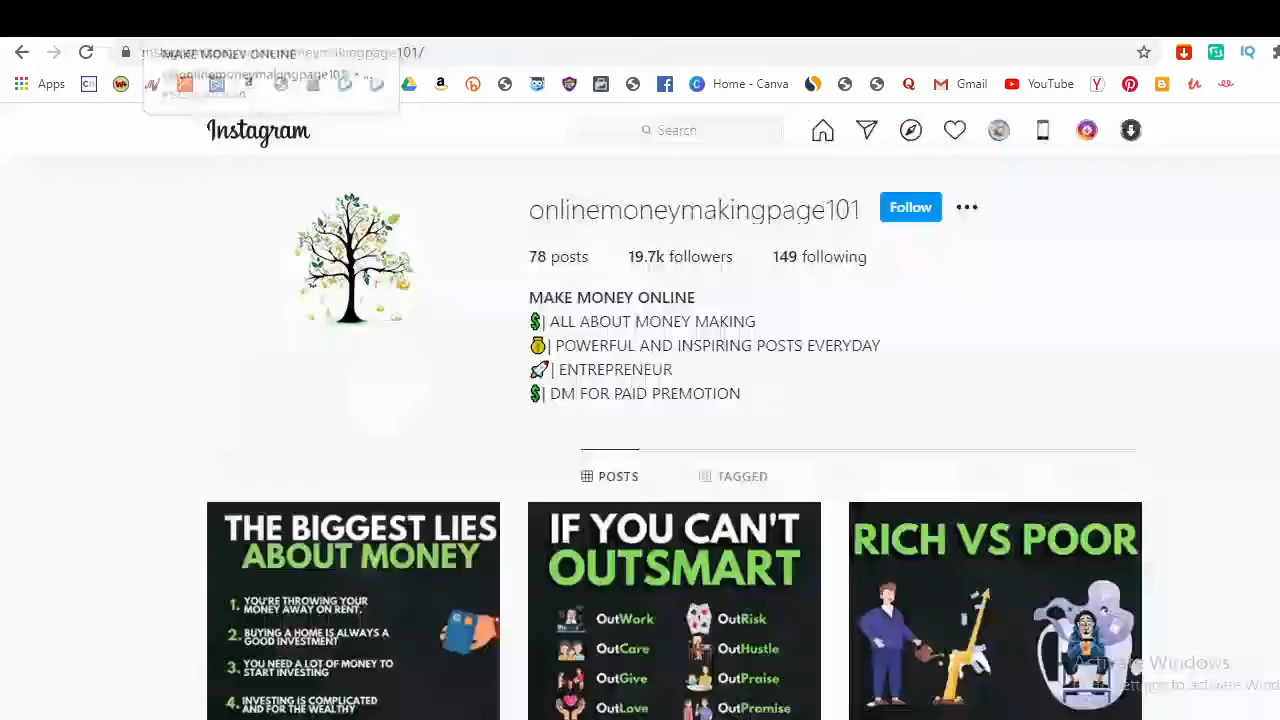 MAKE MONEY ONLINE
Apps
Home - Canva
Gmail
YouTube
Instagram
Search
onlinemoneymakingpage101
Follow
78 posts 19.7k followers 149 following
MAKE MONEY ONLINE
💲| ALL ABOUT MONEY MAKING
💰| POWERFUL AND INSPIRING POSTS EVERYDAY
🚀| ENTREPRENEUR
💲| DM FOR PAID PREMOTION
POSTS TAGGED
THE BIGGEST LIES
ABOUT MONEY
1. YOU'RE THROWING YOUR
MONEY AWAY ON RENT.
2. BUYING A HOME IS ALWAYS A
GOOD INVESTMENT
3. YOU NEED A LOT OF MONEY TO
START INVESTING
4. INVESTING IS COMPLICATED
AND FOR THE WEALTHY
IF YOU CAN'T
OUTSMART
OutWork OutRisk
OutCare OutHustle
OutGive OutPraise
OutLove OutPromise
RICH VS POOR
Activate Windows